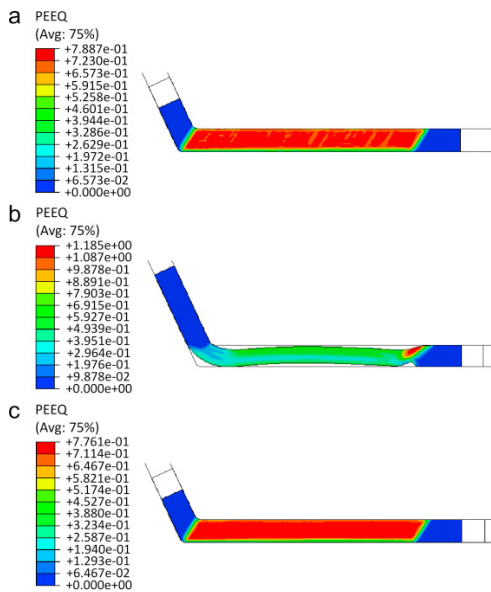 a PEEQ
(Avg: 75%)
+7.887e-01
+7.230e-01
+6.573e-01
+5.915e-01
+5.258e-01
+4.601e-01
+3.944e-01
+3.286e-01
+2.629e-01
+1.972e-01
+1.315e-01
+6.573e-02
+0.000e+00
b PEEQ
(Avg: 75%)
+1.185e+00
+1.087e+00
+9.878e-01
+8.891e-01
+7.903e-01
+6.915e-01
+5.927e-01
+4.939e-01
+3.951e-01
+2.964e-01
+1.976e-01
+9.878e-02
+0.000e+00
c PEEQ
(Avg: 75%)
+7.761e-01
+7.114e-01
+6.467e-01
+5.821e-01
+5.174e-01
+4.527e-01
+3.880e-01
+3.234e-01
+2.587e-01
+1.940e-01
+1.293e-01
+6.467e-02
+0.000e+00